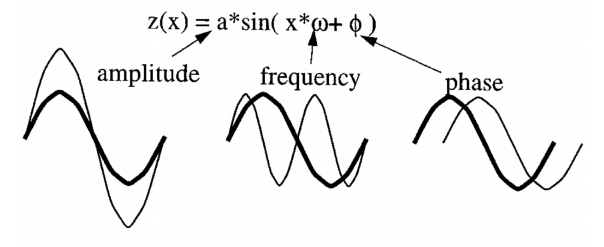 z(x) = a*sin( x*ω+ ϕ )
amplitude
frequency
phase